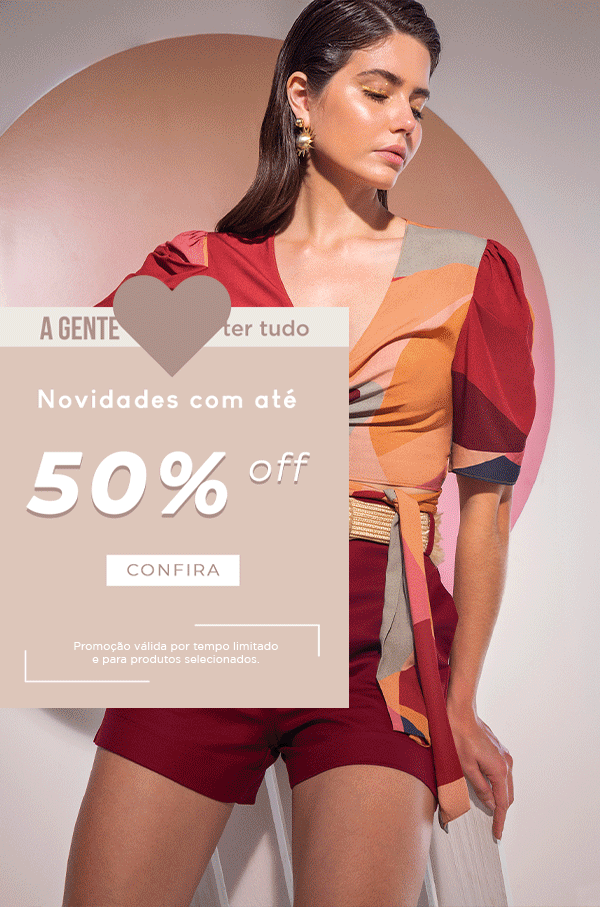 A GENTE ter tudo
Novidades com até
50% off
CONFIRA
Promoção válida por tempo limitado
e para produtos selecionados.